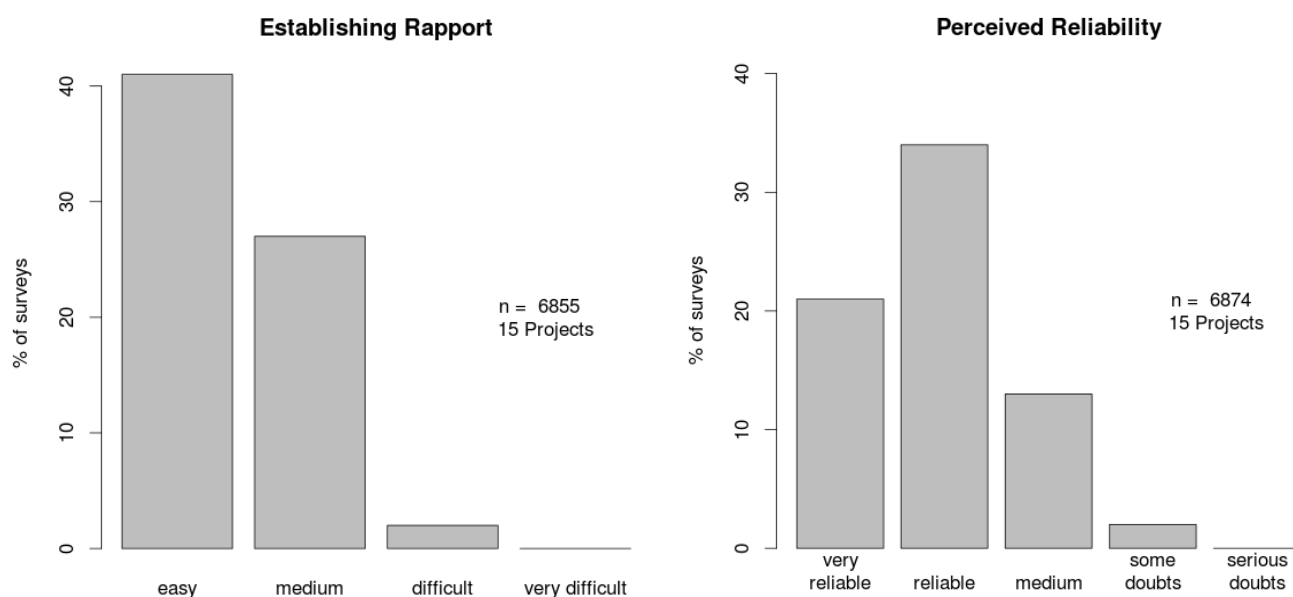 Establishing Rapport
% of surveys
40
30
20
10
0
n = 6855
15 Projects
easy medium difficult very difficult
Perceived Reliability
% of surveys
40
30
20
10
0
n = 6874
15 Projects
very reliable
reliable
medium
some doubts
serious doubts